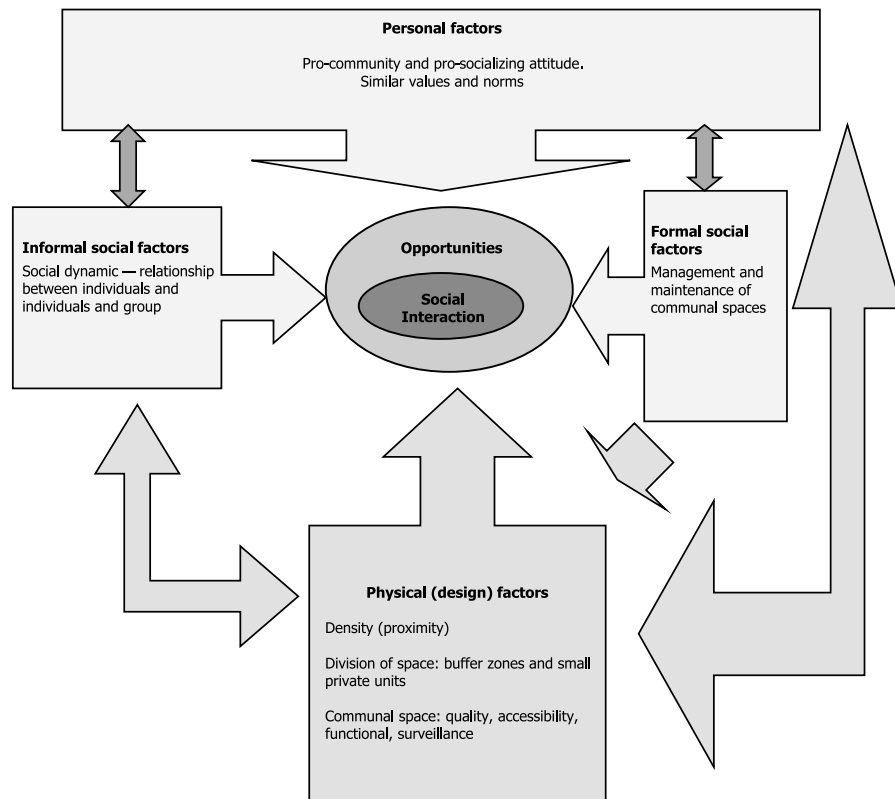 Personal factors
Pro-community and pro-socializing attitude.
Similar values and norms
Informal social factors
Social dynamic — relationship
between individuals and
individuals and group
Opportunities
Social
Interaction
Formal social
factors
Management and
maintenance of
communal spaces
Physical (design) factors
Density (proximity)
Division of space: buffer zones and small
private units
Communal space: quality, accessibility,
functional, surveillance